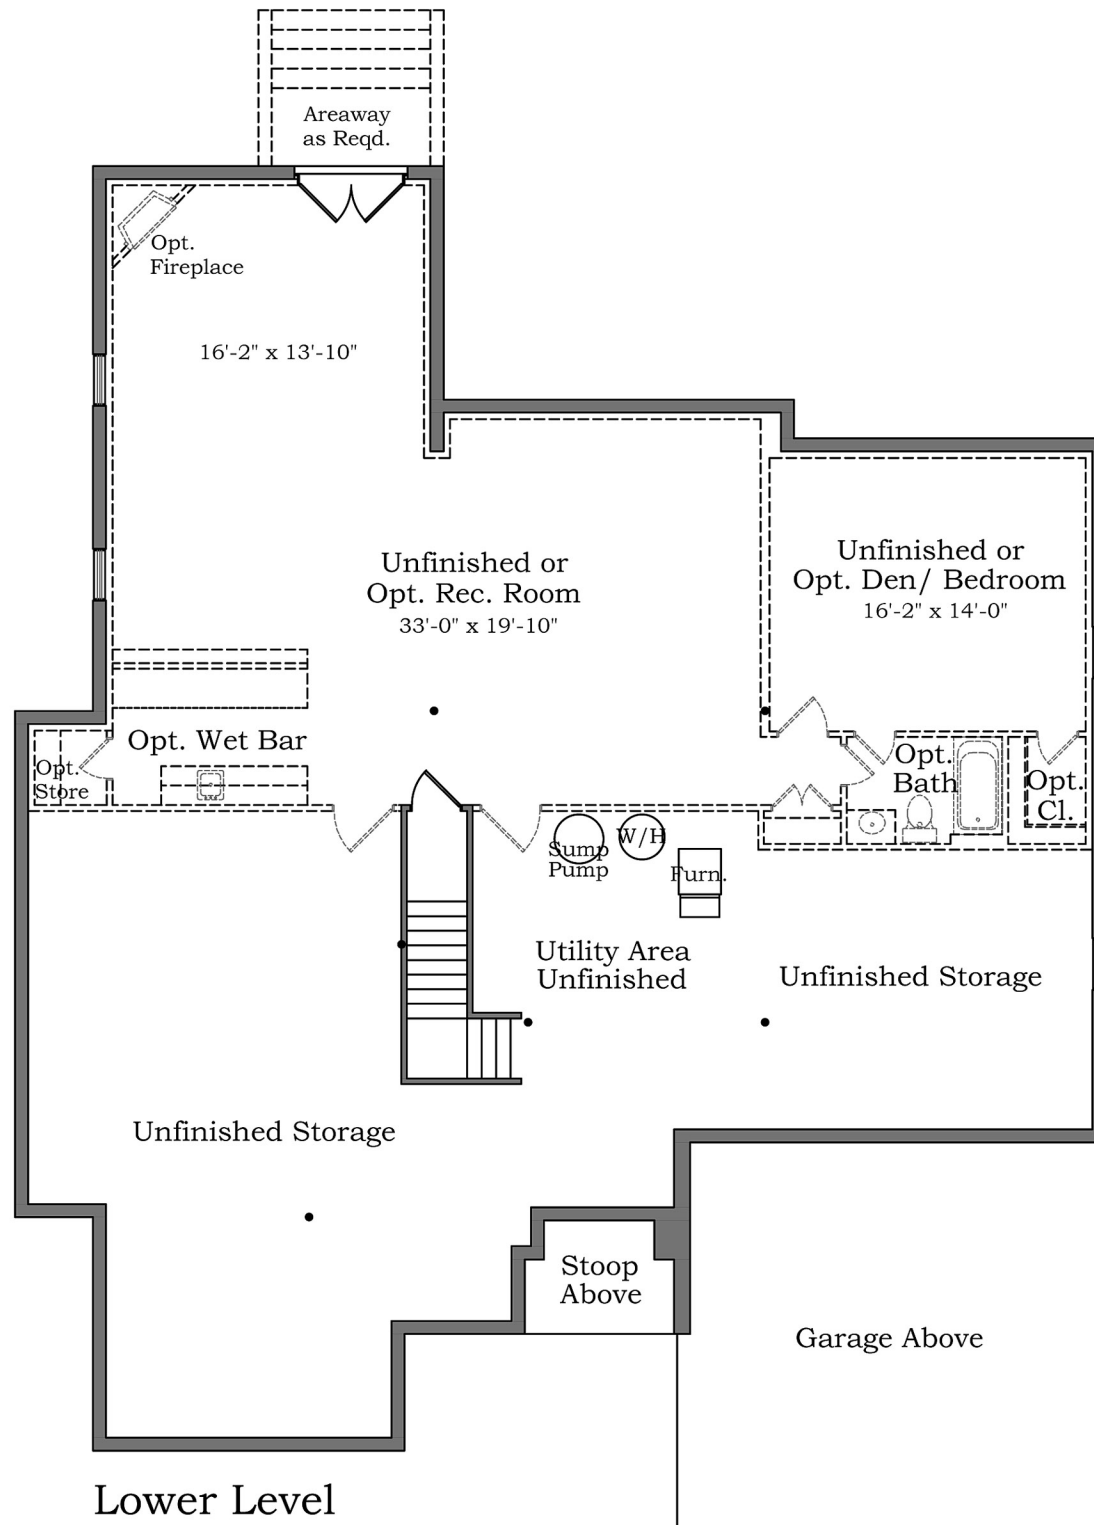 Areaway
as Reqd.
Opt.
Fireplace
16'-2" x 13'-10"
Unfinished or
Opt. Rec. Room
33'-0" x 19'-10"
Unfinished or
Opt. Den/ Bedroom
16'-2" x 14'-0"
Opt. Wet Bar
Opt.
Store
Opt.
Bath
Opt.
Cl.
Sump
Pump
W/H
Furn.
Utility Area
Unfinished
Unfinished Storage
Unfinished Storage
Stoop
Above
Garage Above
Lower Level